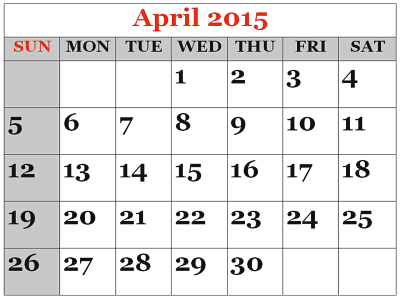 April 2015
SUN MON TUE WED THU FRI SAT
1 2 3 4
5 6 7 8 9 10 11
12 13 14 15 16 17 18
19 20 21 22 23 24 25
26 27 28 29 30